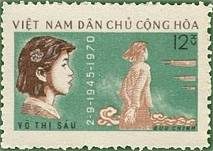 VIỆT NAM DÂN CHỦ CỘNG HÒA
12đ
2-9-1945-1970
VÕ THỊ SÁU
BƯU CHÍNH